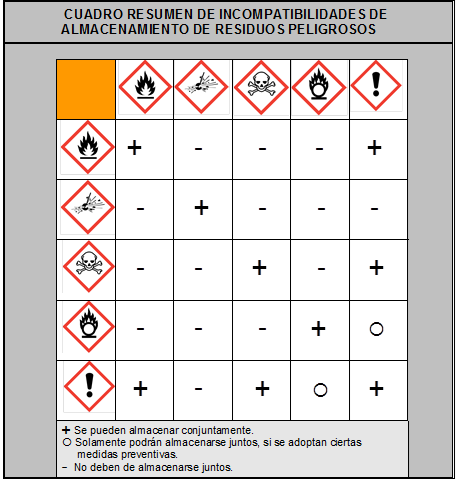 CUADRO RESUMEN DE INCOMPATIBILIDADES DE
ALMACENAMIENTO DE RESIDUOS PELIGROSOS
+ - - - +
- + - - -
- - + - +
- - - + O
+ - + O +
+ Se pueden almacenar conjuntamente.
O Solamente podrán almacenarse juntos, si se adoptan ciertas
medidas preventivas.
- No deben de almacenarse juntos.